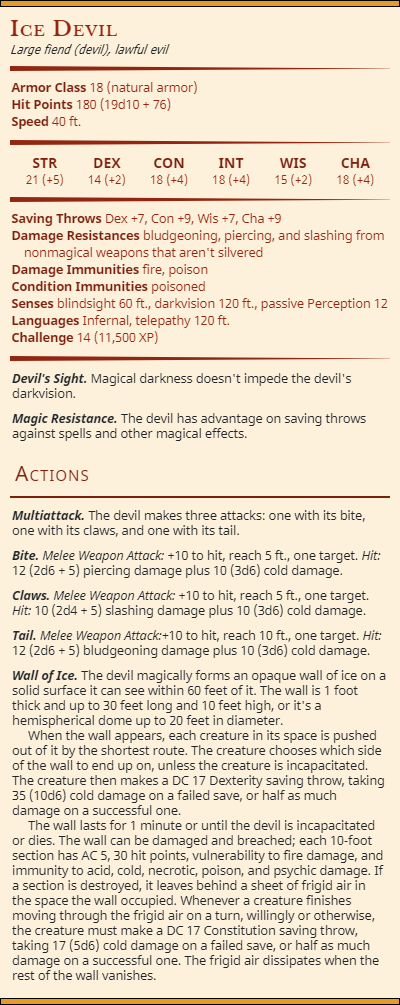 Ice Devil
Large fiend (devil), lawful evil
Armor Class 18 (natural armor)
Hit Points 180 (19d10 + 76)
Speed 40 ft.
STR DEX CON INT WIS CHA
21 (+5) 14 (+2) 18 (+4) 18 (+4) 15 (+2) 18 (+4)
Saving Throws Dex +7, Con +9, Wis +7, Cha +9
Damage Resistances bludgeoning, piercing, and slashing from
nonmagical weapons that aren't silvered
Damage Immunities fire, poison
Condition Immunities poisoned
Senses blindsight 60 ft., darkvision 120 ft., passive Perception 12
Languages Infernal, telepathy 120 ft.
Challenge 14 (11,500 XP)
Devil's Sight. Magical darkness doesn't impede the devil's
darkvision.
Magic Resistance. The devil has advantage on saving throws
against spells and other magical effects.
Actions
Multiattack. The devil makes three attacks: one with its bite,
one with its claws, and one with its tail.
Bite. Melee Weapon Attack: +10 to hit, reach 5 ft., one target. Hit:
12 (2d6 + 5) piercing damage plus 10 (3d6) cold damage.
Claws. Melee Weapon Attack: +10 to hit, reach 5 ft., one target.
Hit: 10 (2d4 + 5) slashing damage plus 10 (3d6) cold damage.
Tail. Melee Weapon Attack:+10 to hit, reach 10 ft., one target. Hit:
12 (2d6 + 5) bludgeoning damage plus 10 (3d6) cold damage.
Wall of Ice. The devil magically forms an opaque wall of ice on a
solid surface it can see within 60 feet of it. The wall is 1 foot
thick and up to 30 feet long and 10 feet high, or it's a
hemispherical dome up to 20 feet in diameter.
When the wall appears, each creature in its space is pushed
out of it by the shortest route. The creature chooses which side
of the wall to end up on, unless the creature is incapacitated.
The creature then makes a DC 17 Dexterity saving throw, taking
35 (10d6) cold damage on a failed save, or half as much
damage on a successful one.
The wall lasts for 1 minute or until the devil is incapacitated
or dies. The wall can be damaged and breached; each 10-foot
section has AC 5, 30 hit points, vulnerability to fire damage, and
immunity to acid, cold, necrotic, poison, and psychic damage. If
a section is destroyed, it leaves behind a sheet of frigid air in
the space the wall occupied. Whenever a creature finishes
moving through the frigid air on a turn, willingly or otherwise,
the creature must make a DC 17 Constitution saving throw,
taking 17 (5d6) cold damage on a failed save, or half as much
damage on a successful one. The frigid air dissipates when the
rest of the wall vanishes.